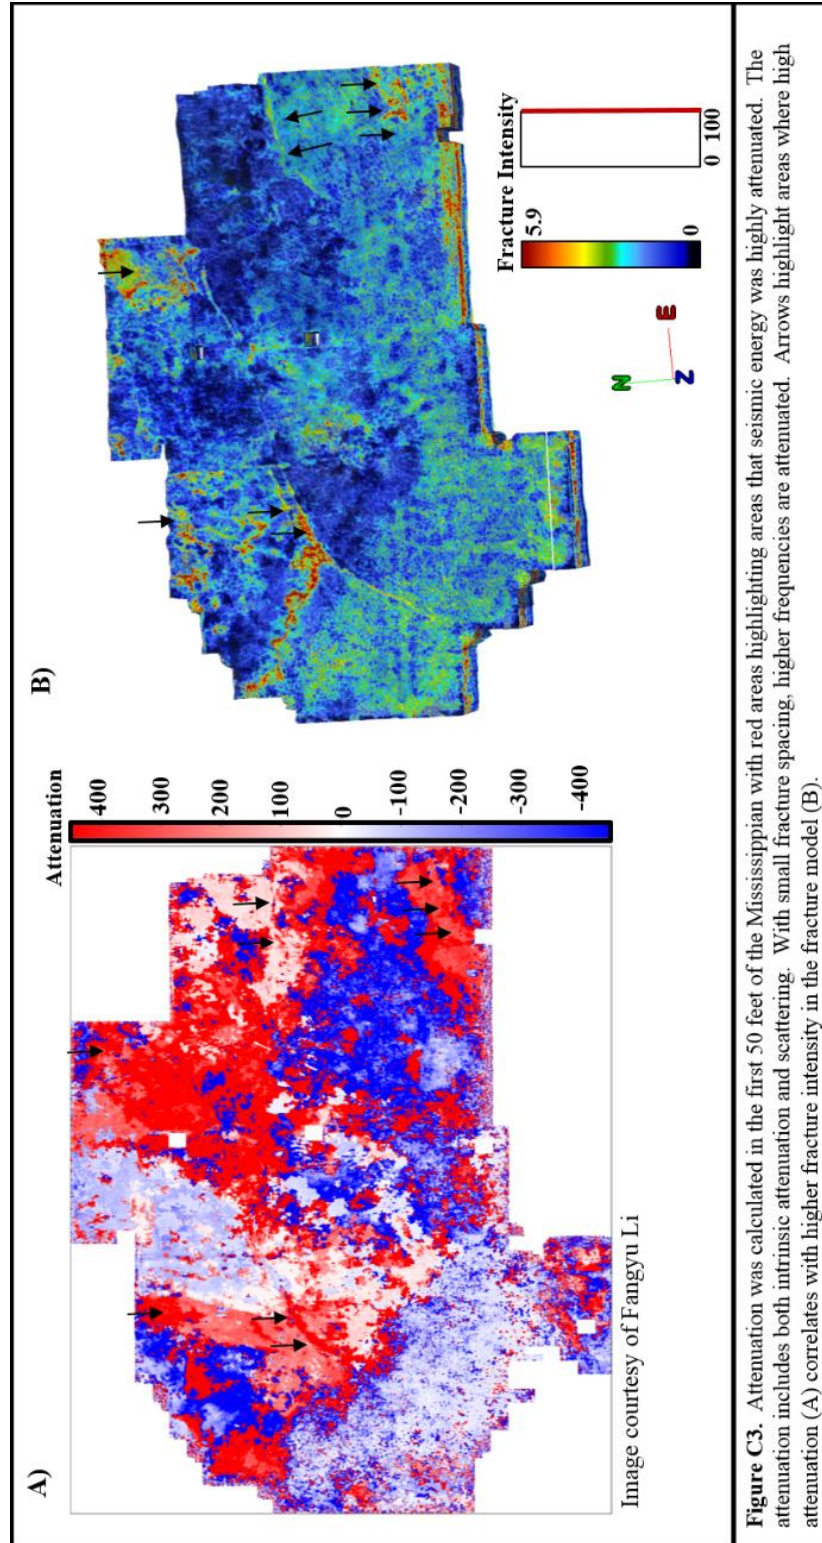 A)
Attenuation
400
300
200
100
0
-100
-200
-300
-400
Image courtesy of Fangyu Li
B)
Fracture Intensity
5.9
0
0 100
N
E
Z
Figure C3. Attenuation was calculated in the first 50 feet of the Mississippian with red areas highlighting areas that seismic energy was highly attenuated. The
attenuation includes both intrinsic attenuation and scattering. With small fracture spacing, higher frequencies are attenuated. Arrows highlight areas where high
attenuation (A) correlates with higher fracture intensity in the fracture model (B).